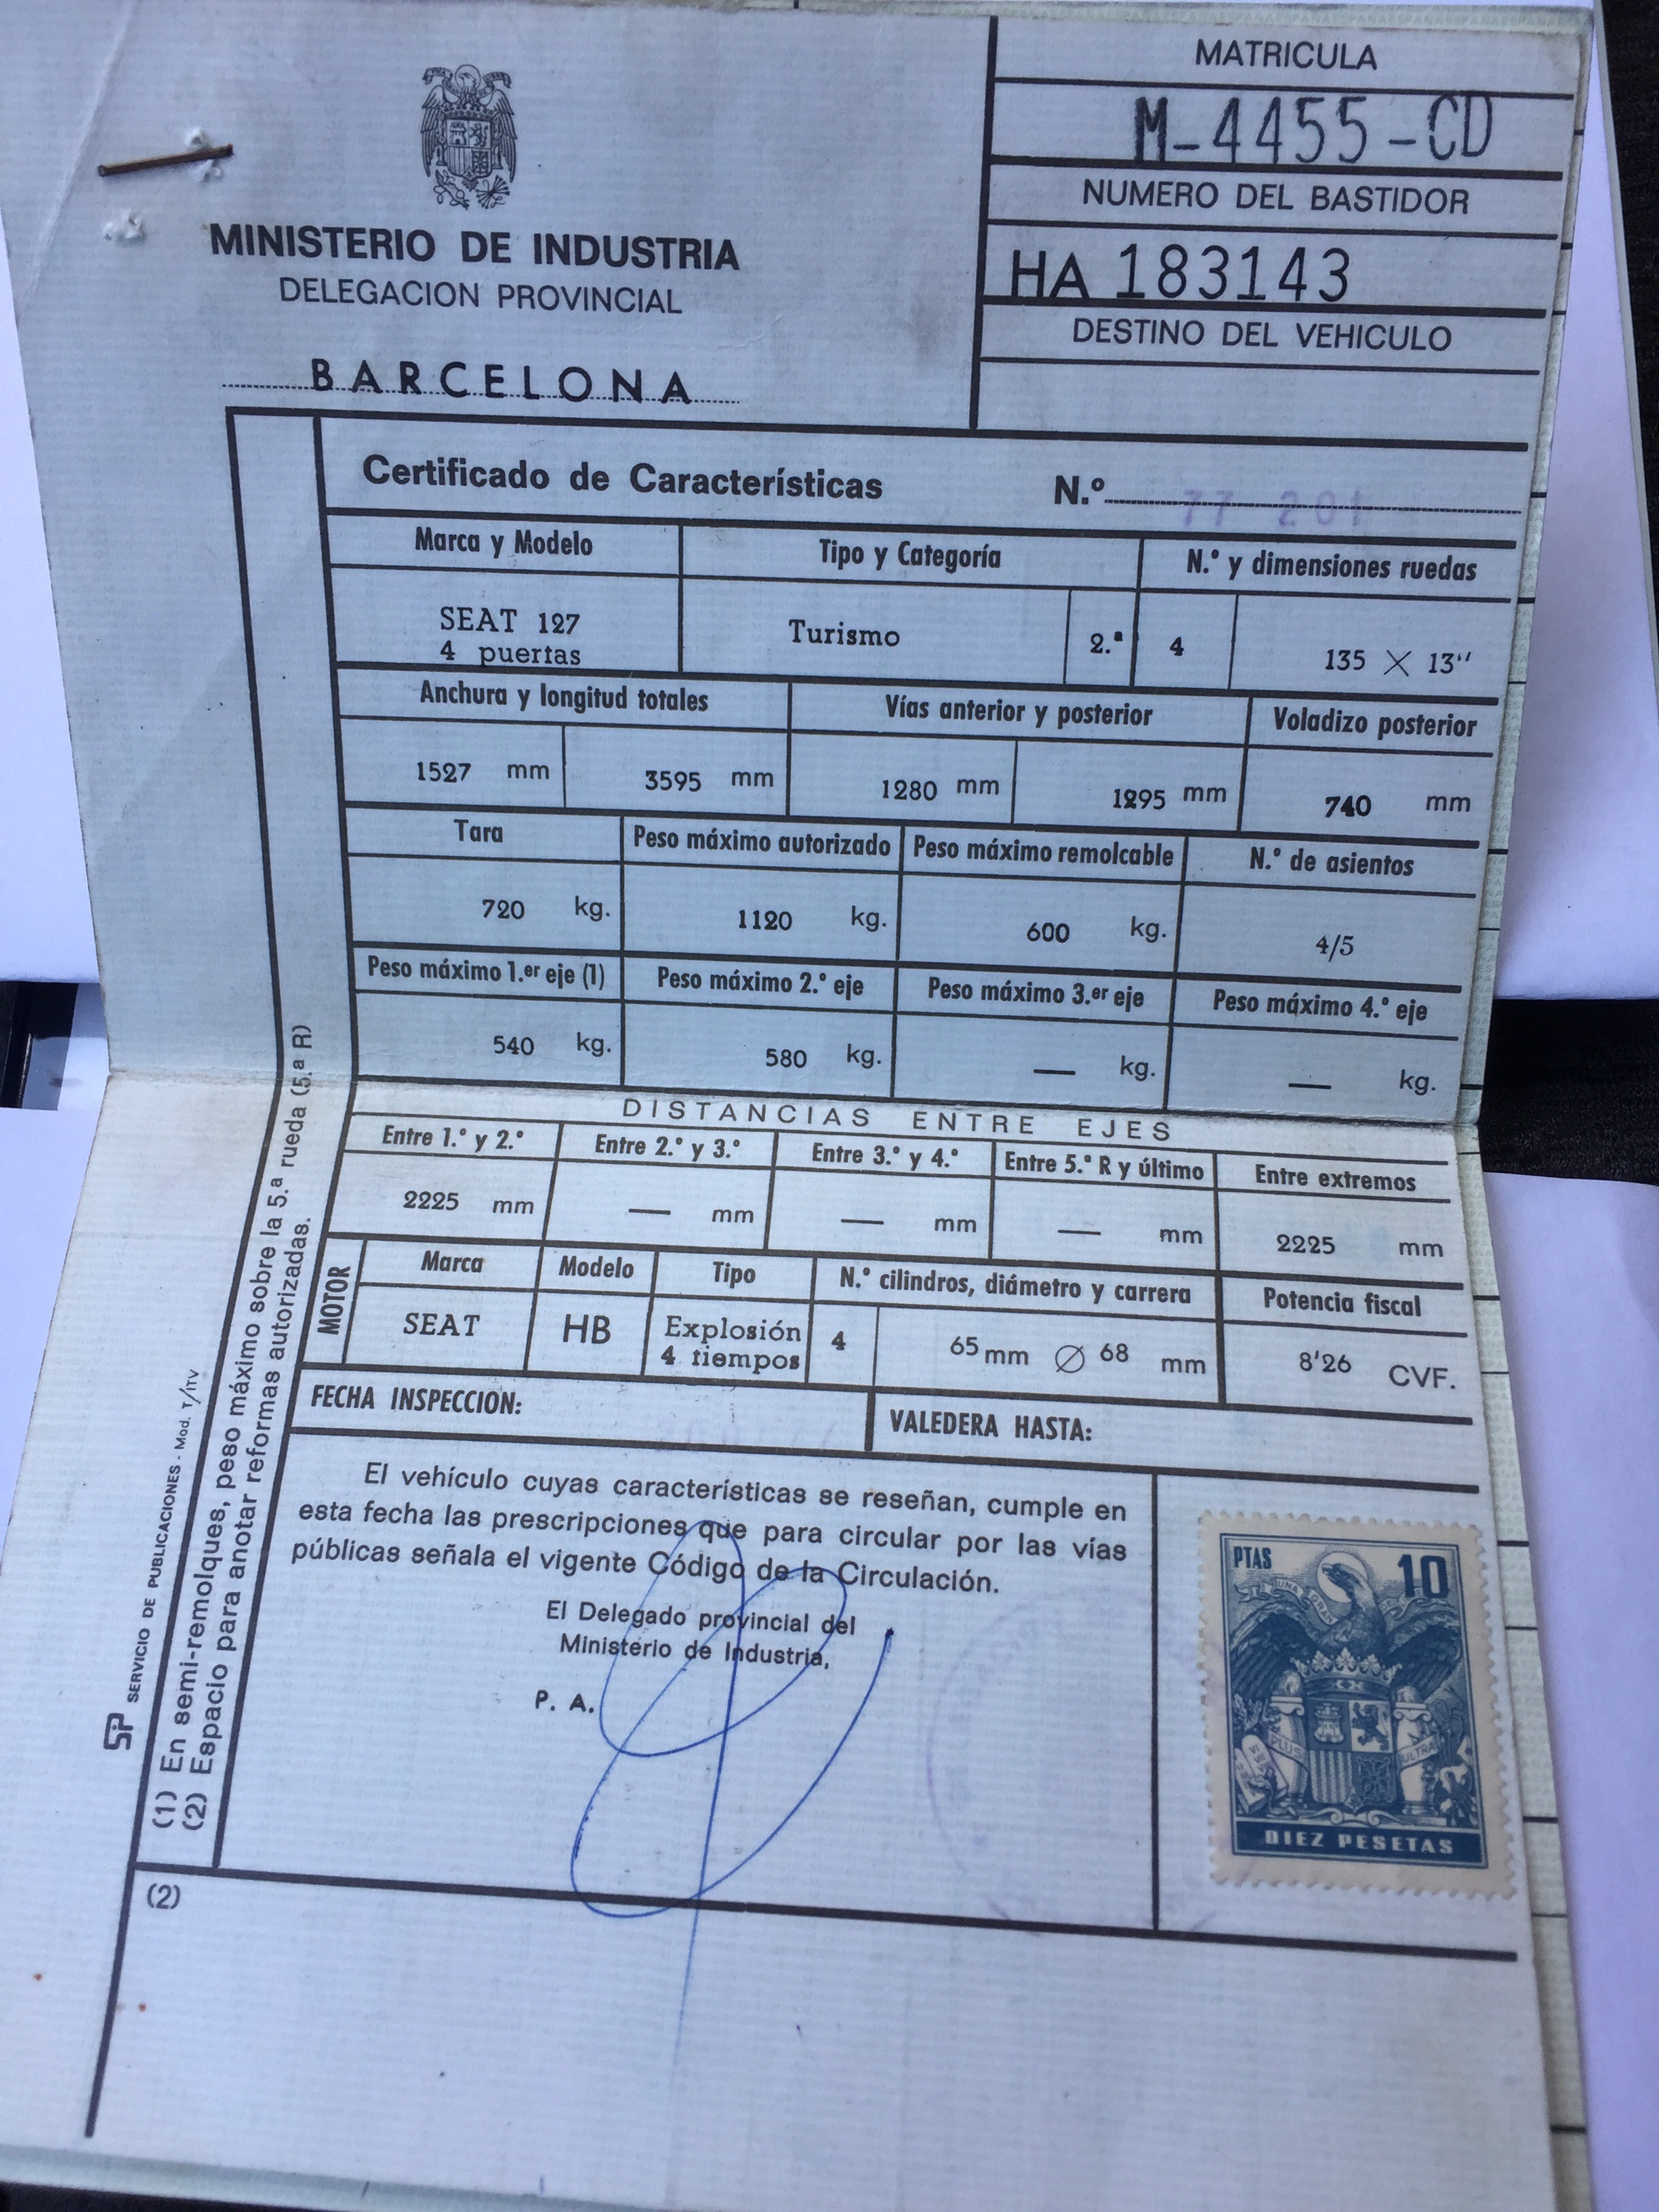 MATRICULA
M-4455-CD
NUMERO DEL BASTIDOR
HA 183143
DESTINO DEL VEHICULO
MINISTERIO DE INDUSTRIA
DELEGACION PROVINCIAL
BARCELONA
Certificado de Características N.º 77 201
Marca y Modelo Tipo y Categoría N.º y dimensiones ruedas
SEAT 127
4 puertas
Turismo 2.ª 4 135 X 13"
Anchura y longitud totales Vías anterior y posterior Voladizo posterior
1527 mm 3595 mm 1280 mm 1295 mm 740 mm
Tara Peso máximo autorizado Peso máximo remolcable N.º de asientos
720 kg. 1120 kg. 600 kg. 4/5
Peso máximo 1.er eje (1) Peso máximo 2.º eje Peso máximo 3.er eje Peso máximo 4.º eje
540 kg. 580 kg. — kg. — kg.
DISTANCIAS ENTRE EJES
Entre 1.º y 2.º Entre 2.º y 3.º Entre 3.º y 4.º Entre 5.ª R y último Entre extremos
2225 mm — mm — mm — mm 2225 mm
MOTOR
Marca Modelo Tipo N.º cilindros, diámetro y carrera Potencia fiscal
SEAT HB Explosión
4 tiempos
4 65 mm Ø 68 mm 8'26 CVF.
FECHA INSPECCION: VALEDERA HASTA:
El vehículo cuyas características se reseñan, cumple en
esta fecha las prescripciones que para circular por las vías
públicas señala el vigente Código de la Circulación.
El Delegado provincial del
Ministerio de Industria,
P. A.
PTAS 10
UNA GRANDE
PLUS ULTRA
DIEZ PESETAS
SP SERVICIO DE PUBLICACIONES - Mod. T/ITV
(1) En semi-remolques, peso máximo sobre la 5.ª rueda (5.ª R)
(2) Espacio para anotar reformas autorizadas.
(2)